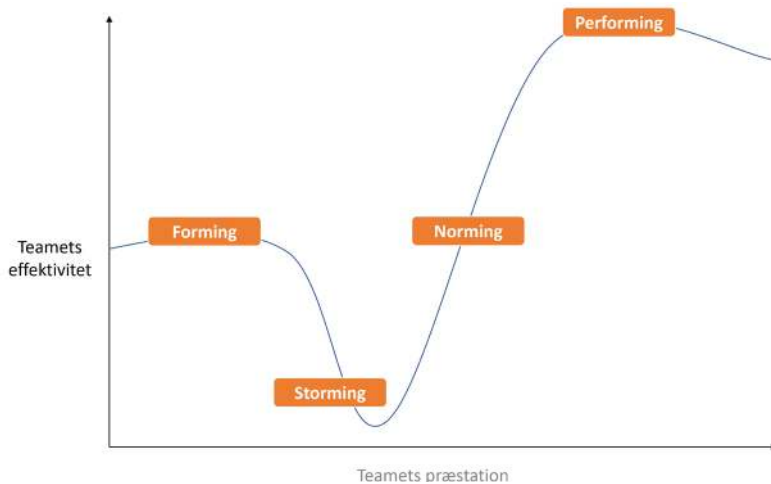 Performing
Forming
Norming
Teamets
effektivitet
Storming
Teamets præstation